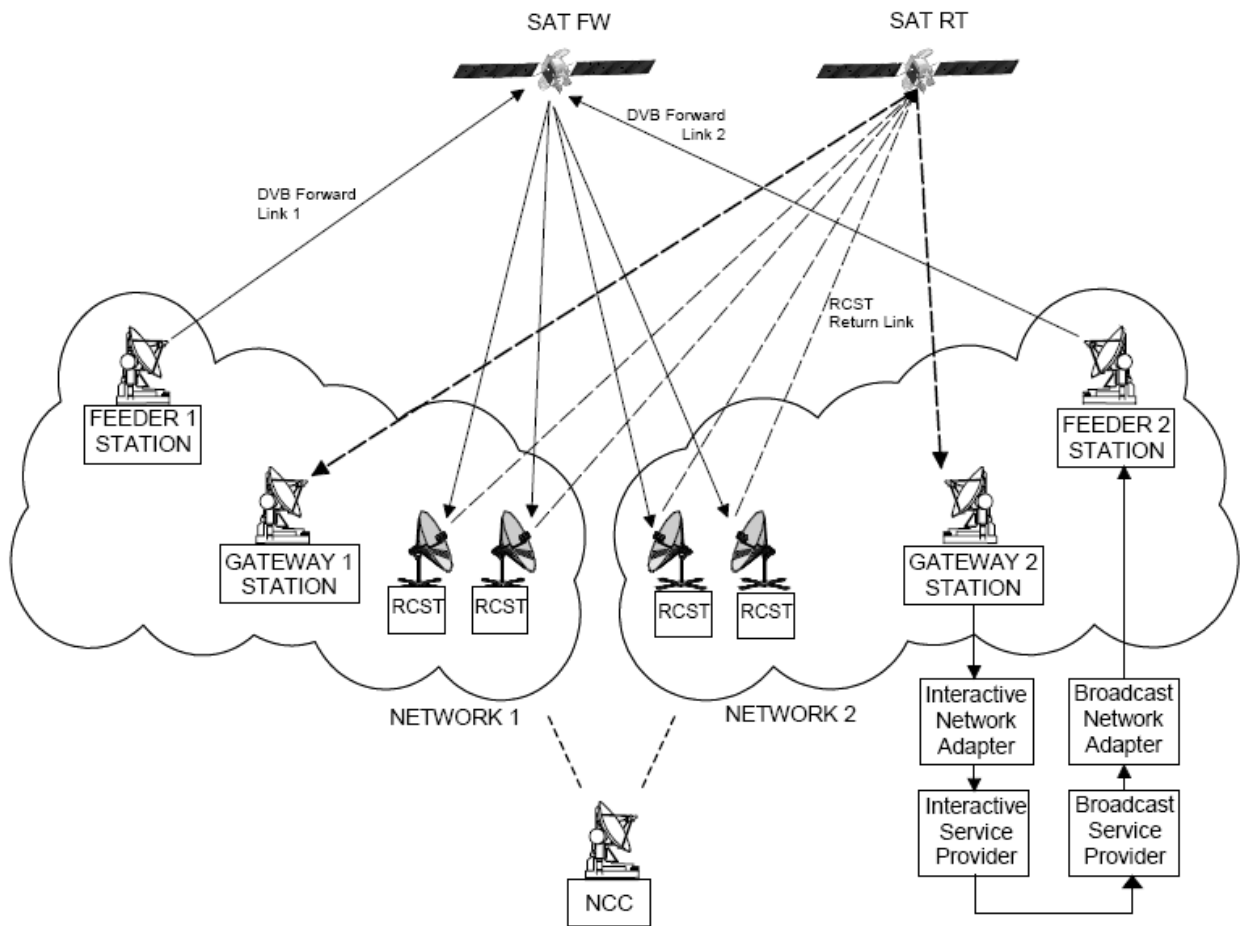 SAT FW
SAT RT
DVB Forward
Link 2
DVB Forward
Link 1
RCST
Return Link
FEEDER 1
STATION
FEEDER 2
STATION
GATEWAY 1
STATION
RCST
RCST
RCST
RCST
GATEWAY 2
STATION
NETWORK 1
NETWORK 2
Interactive
Network
Adapter
Broadcast
Network
Adapter
Interactive
Service
Provider
Broadcast
Service
Provider
NCC